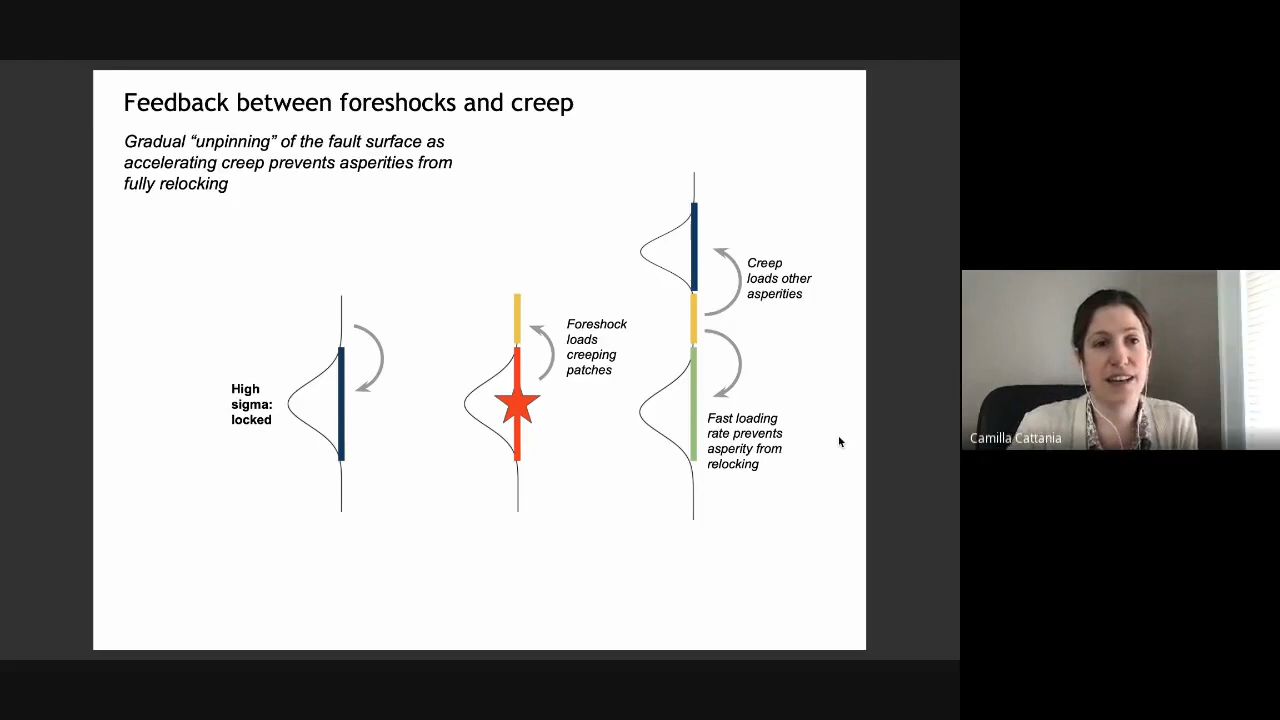 Feedback between foreshocks and creep
Gradual “unpinning” of the fault surface as
accelerating creep prevents asperities from
fully relocking
High
sigma:
locked
Foreshock
loads
creeping
patches
Creep
loads other
asperities
Fast loading
rate prevents
asperity from
relocking
Camilla Cattania